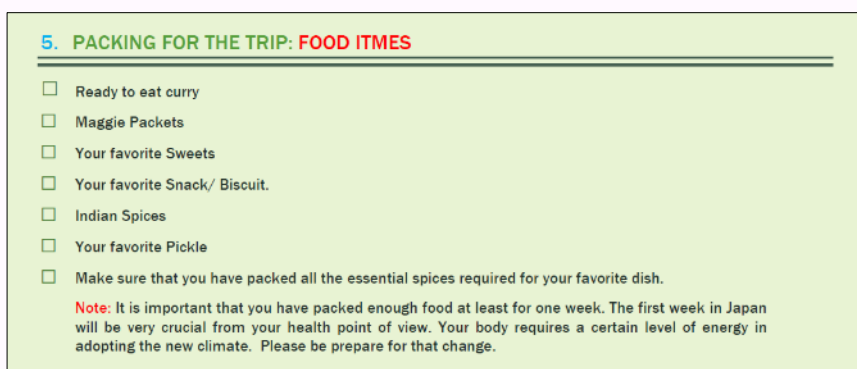 5. PACKING FOR THE TRIP: FOOD ITMES
Ready to eat curry
Maggie Packets
Your favorite Sweets
Your favorite Snack/ Biscuit.
Indian Spices
Your favorite Pickle
Make sure that you have packed all the essential spices required for your favorite dish.
Note: It is important that you have packed enough food at least for one week. The first week in Japan
will be very crucial from your health point of view. Your body requires a certain level of energy in
adopting the new climate. Please be prepare for that change.